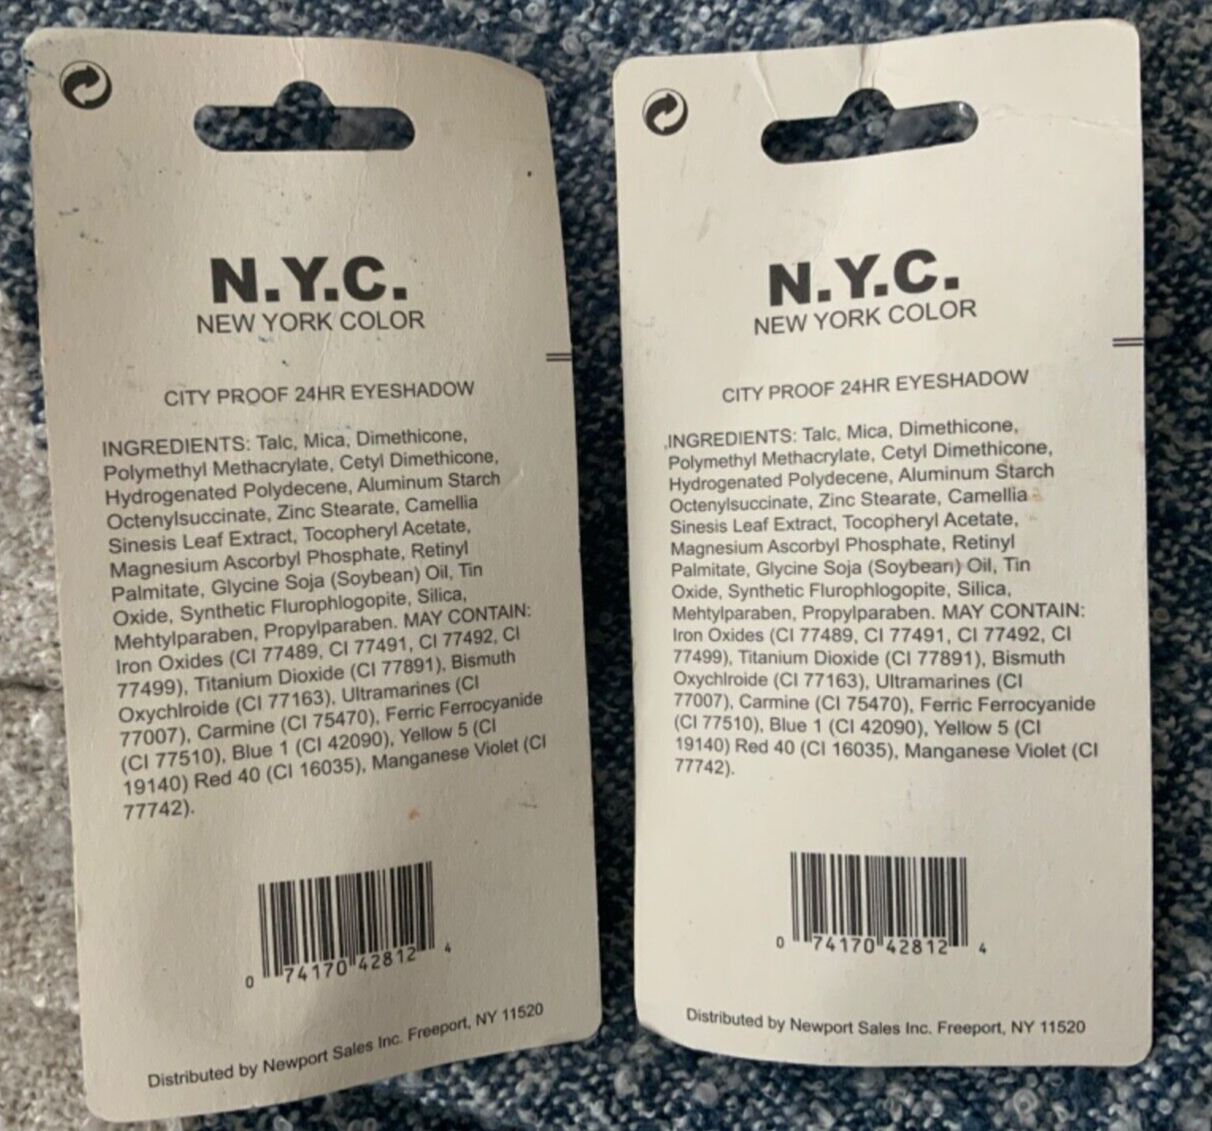 N.Y.C.
NEW YORK COLOR
CITY PROOF 24HR EYESHADOW
INGREDIENTS: Talc, Mica, Dimethicone,
Polymethyl Methacrylate, Cetyl Dimethicone,
Hydrogenated Polydecene, Aluminum Starch
Octenylsuccinate, Zinc Stearate, Camellia
Sinesis Leaf Extract, Tocopheryl Acetate,
Magnesium Ascorbyl Phosphate, Retinyl
Palmitate, Glycine Soja (Soybean) Oil, Tin
Oxide, Synthetic Flurophlogopite, Silica,
Mehtylparaben, Propylparaben. MAY CONTAIN:
Iron Oxides (CI 77489, CI 77491, CI 77492, CI
77499), Titanium Dioxide (CI 77891), Bismuth
Oxychlroide (CI 77163), Ultramarines (CI
77007), Carmine (CI 75470), Ferric Ferrocyanide
(CI 77510), Blue 1 (CI 42090), Yellow 5 (CI
19140) Red 40 (CI 16035), Manganese Violet (CI
77742).
0 74170 42812 4
Distributed by Newport Sales Inc. Freeport, NY 11520
N.Y.C.
NEW YORK COLOR
CITY PROOF 24HR EYESHADOW
INGREDIENTS: Talc, Mica, Dimethicone,
Polymethyl Methacrylate, Cetyl Dimethicone,
Hydrogenated Polydecene, Aluminum Starch
Octenylsuccinate, Zinc Stearate, Camellia
Sinesis Leaf Extract, Tocopheryl Acetate,
Magnesium Ascorbyl Phosphate, Retinyl
Palmitate, Glycine Soja (Soybean) Oil, Tin
Oxide, Synthetic Flurophlogopite, Silica,
Mehtylparaben, Propylparaben. MAY CONTAIN:
Iron Oxides (CI 77489, CI 77491, CI 77492, CI
77499), Titanium Dioxide (CI 77891), Bismuth
Oxychlroide (CI 77163), Ultramarines (CI
77007), Carmine (CI 75470), Ferric Ferrocyanide
(CI 77510), Blue 1 (CI 42090), Yellow 5 (CI
19140) Red 40 (CI 16035), Manganese Violet (CI
77742).
0 74170 42812 4
Distributed by Newport Sales Inc. Freeport, NY 11520